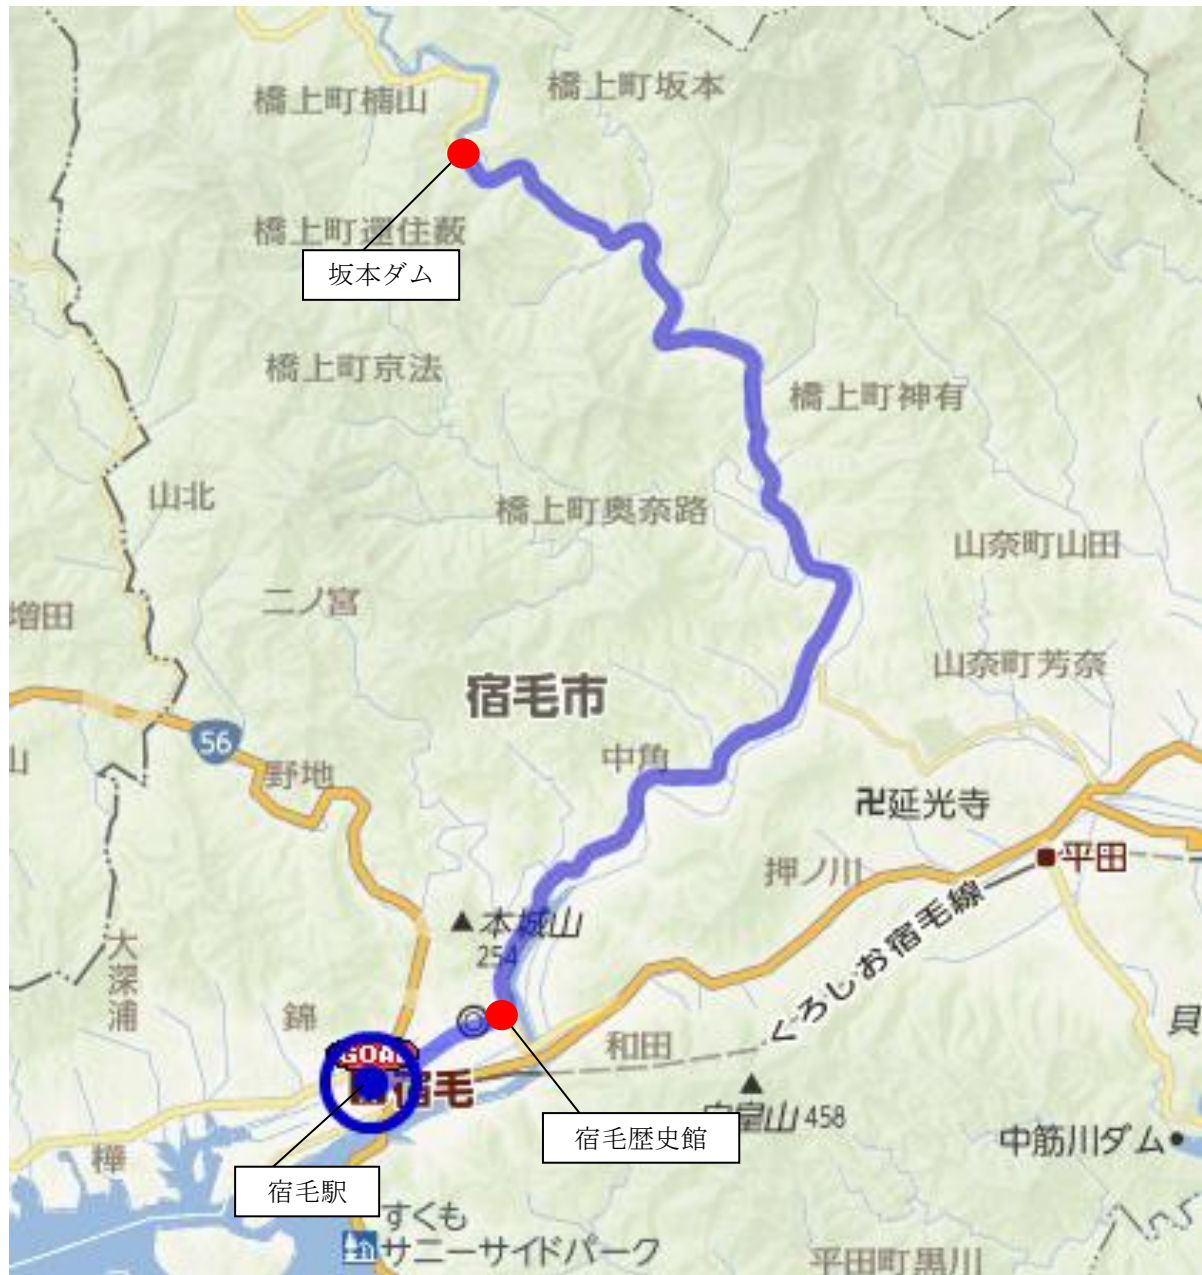 橋上町楠山
橋上町坂本
橋上町還住藪
坂本ダム
橋上町京法
橋上町神有
山北
橋上町奥奈路
山奈町山田
増田
二ノ宮
山奈町芳奈
宿毛市
56
中角
山
野地
卍延光寺
平田
押ノ川
本城山
254
くろしお宿毛線
大深浦
錦
和田
貝
GOAL
宿毛
458
宿毛歴史館
中筋川ダム
樺
宿毛駅
すくも
サニーサイドパーク
平田町黒川